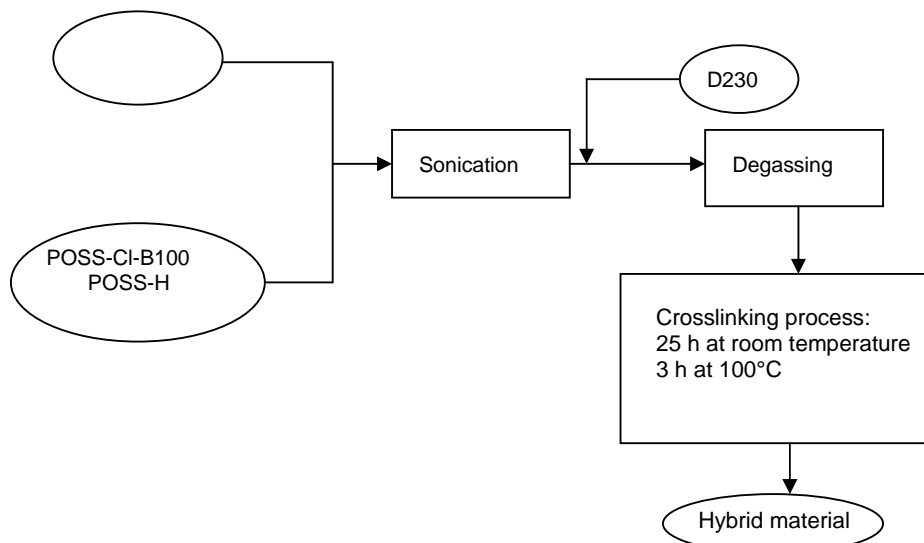 D230
Sonication
Degassing
POSS-Cl-B100
POSS-H
Crosslinking process:
25 h at room temperature
3 h at 100°C
Hybrid material